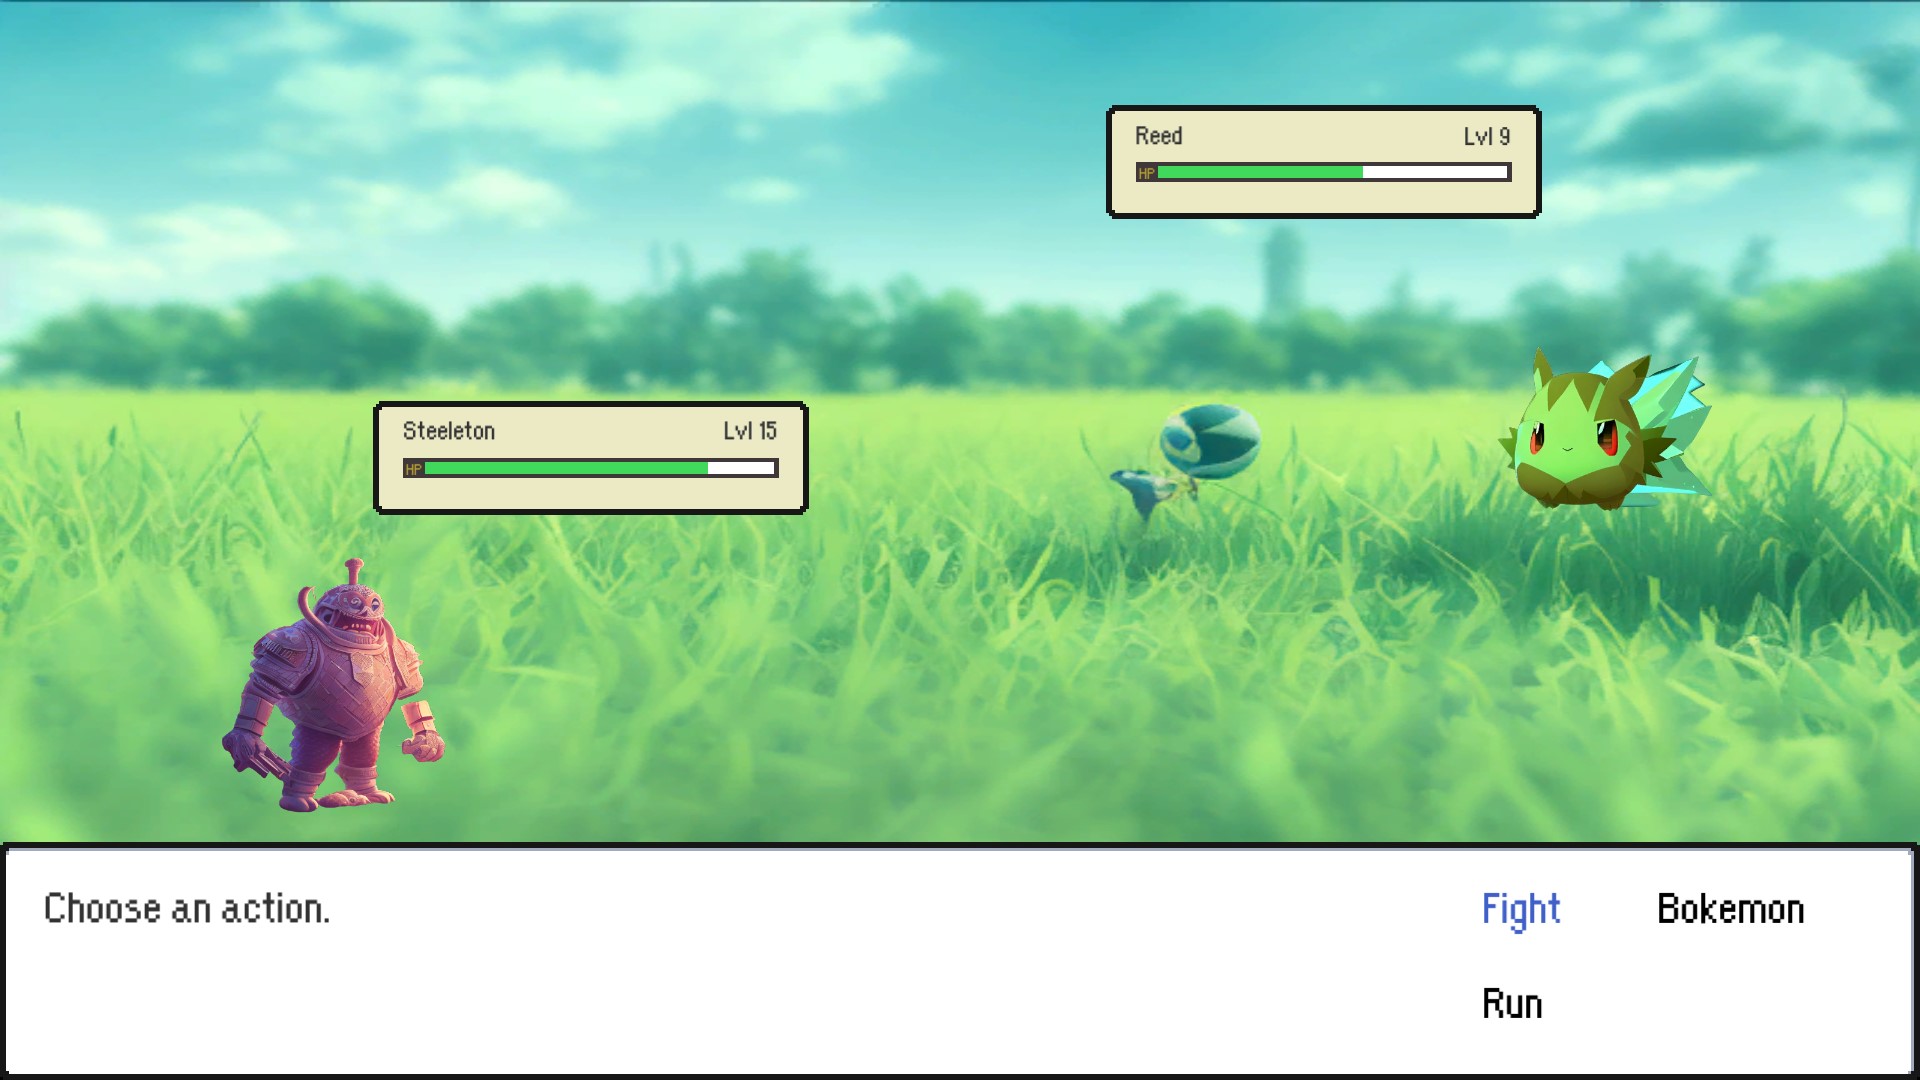 Reed Lvl 9
HP
Steeleton Lvl 15
HP
Choose an action.
Fight Bokemon
Run